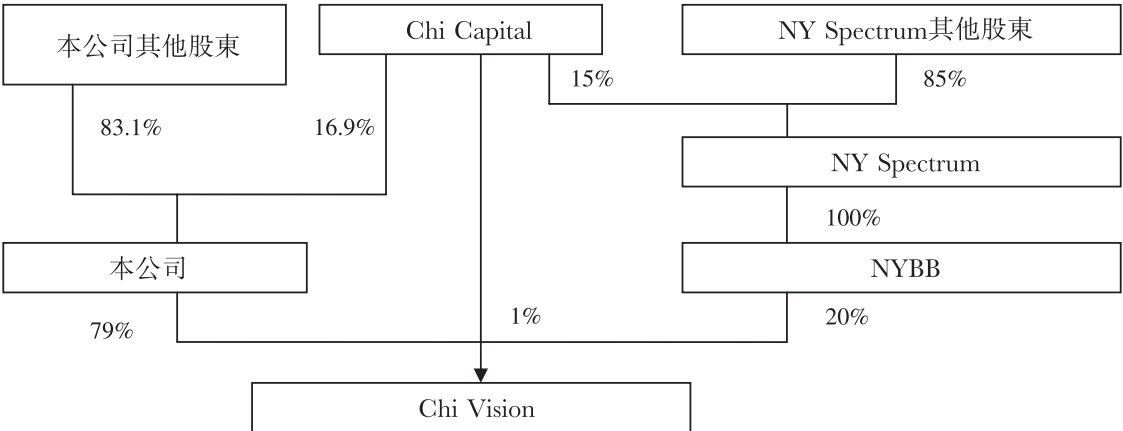 本公司其他股東
Chi Capital
NY Spectrum其他股東
15%
85%
83.1%
16.9%
NY Spectrum
100%
本公司
NYBB
79%
1%
20%
Chi Vision